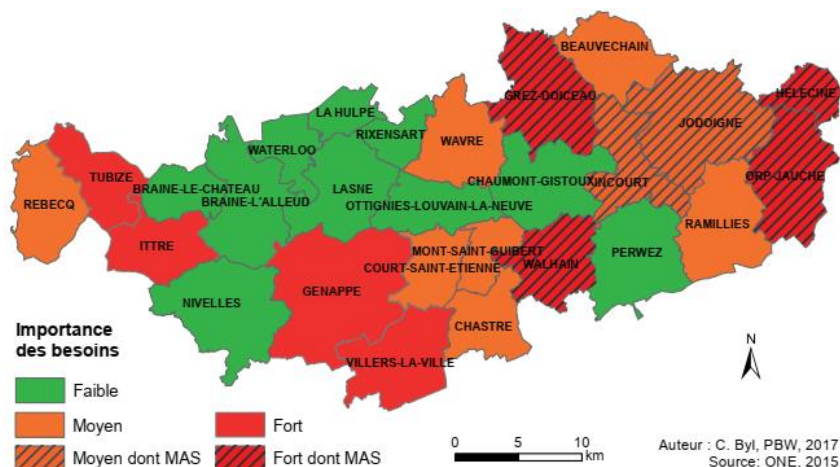 BEAUVECHAIN
GREZ-DOICEAU
HELECINE
JODOIGNE
LA HULPE
RIXENSART
WAVRE
WATERLOO
TUBIZE
BRAINE-LE-CHATEAU
LASNE
CHAUMONT-GISTOUX
INCOURT
ORP-JAUCHE
REBECQ
BRAINE-L'ALLEUD
OTTIGNIES-LOUVAIN-LA-NEUVE
RAMILLIES
ITTRE
MONT-SAINT-GUIBERT
WALHAIN
PERWEZ
COURT-SAINT-ETIENNE
NIVELLES
GENAPPE
CHASTRE
VILLERS-LA-VILLE
Importance
des besoins
Faible
Moyen
Fort
Moyen dont MAS
Fort dont MAS
N
0 5 10
km
Auteur : C. Byl, PBW, 2017
Source: ONE, 2015